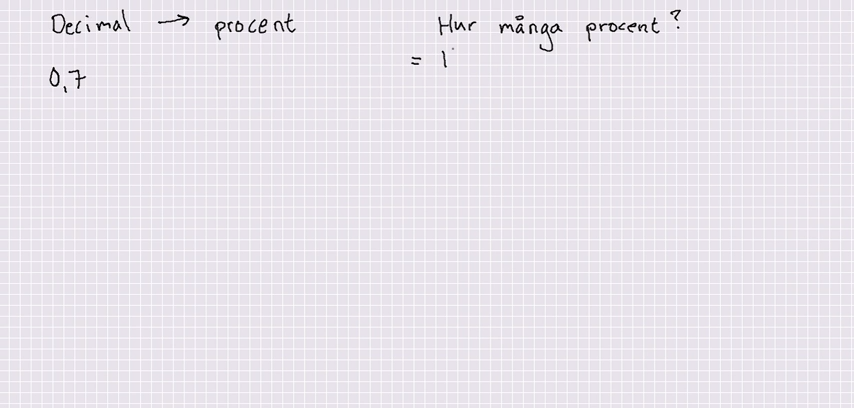 Decimal → procent
Hur många procent?
= 1
0,7